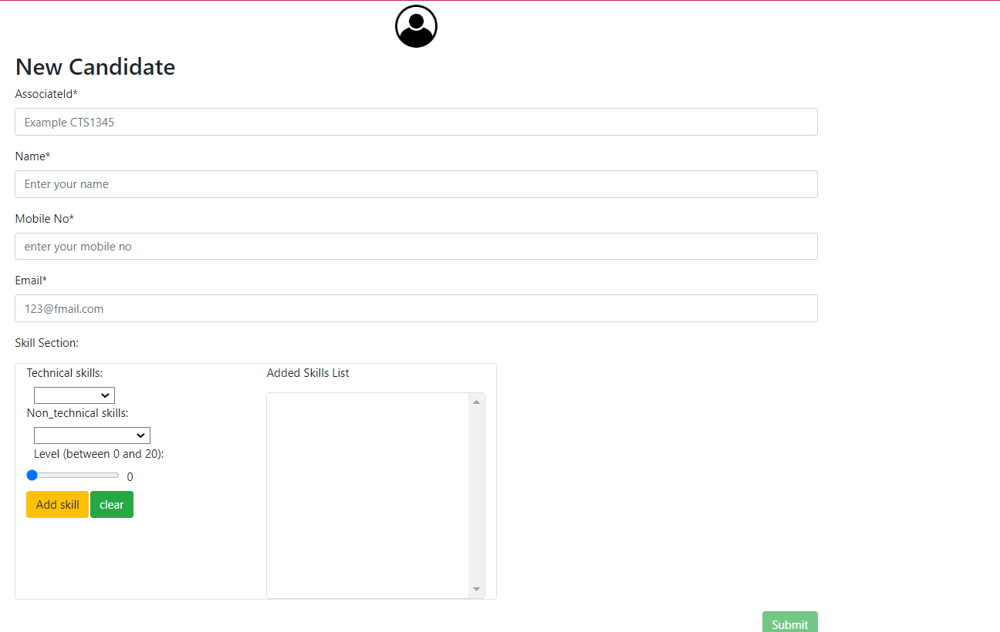 New Candidate
AssociateId*
Example CTS1345
Name*
Enter your name
Mobile No*
enter your mobile no
Email*
123@fmail.com
Skill Section:
Technical skills:
Added Skills List
Non_technical skills:
Level (between 0 and 20):
0
Add skill
clear
Submit